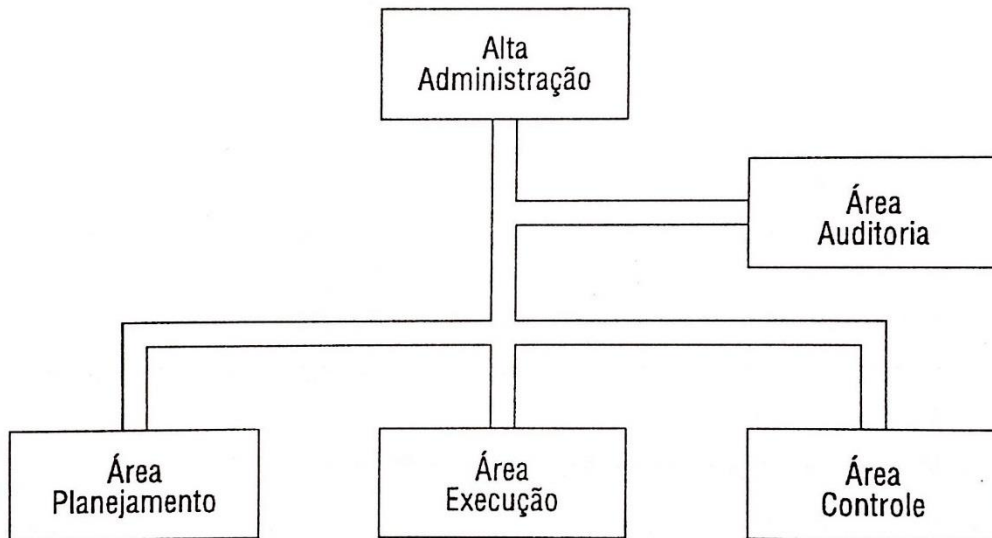 Alta
Administração
Área
Auditoria
Área
Planejamento
Área
Execução
Área
Controle